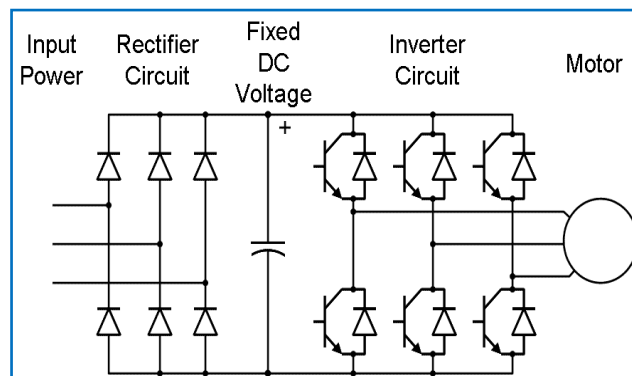 Input
Power
Rectifier
Circuit
Fixed
DC
Voltage
+
Inverter
Circuit
Motor